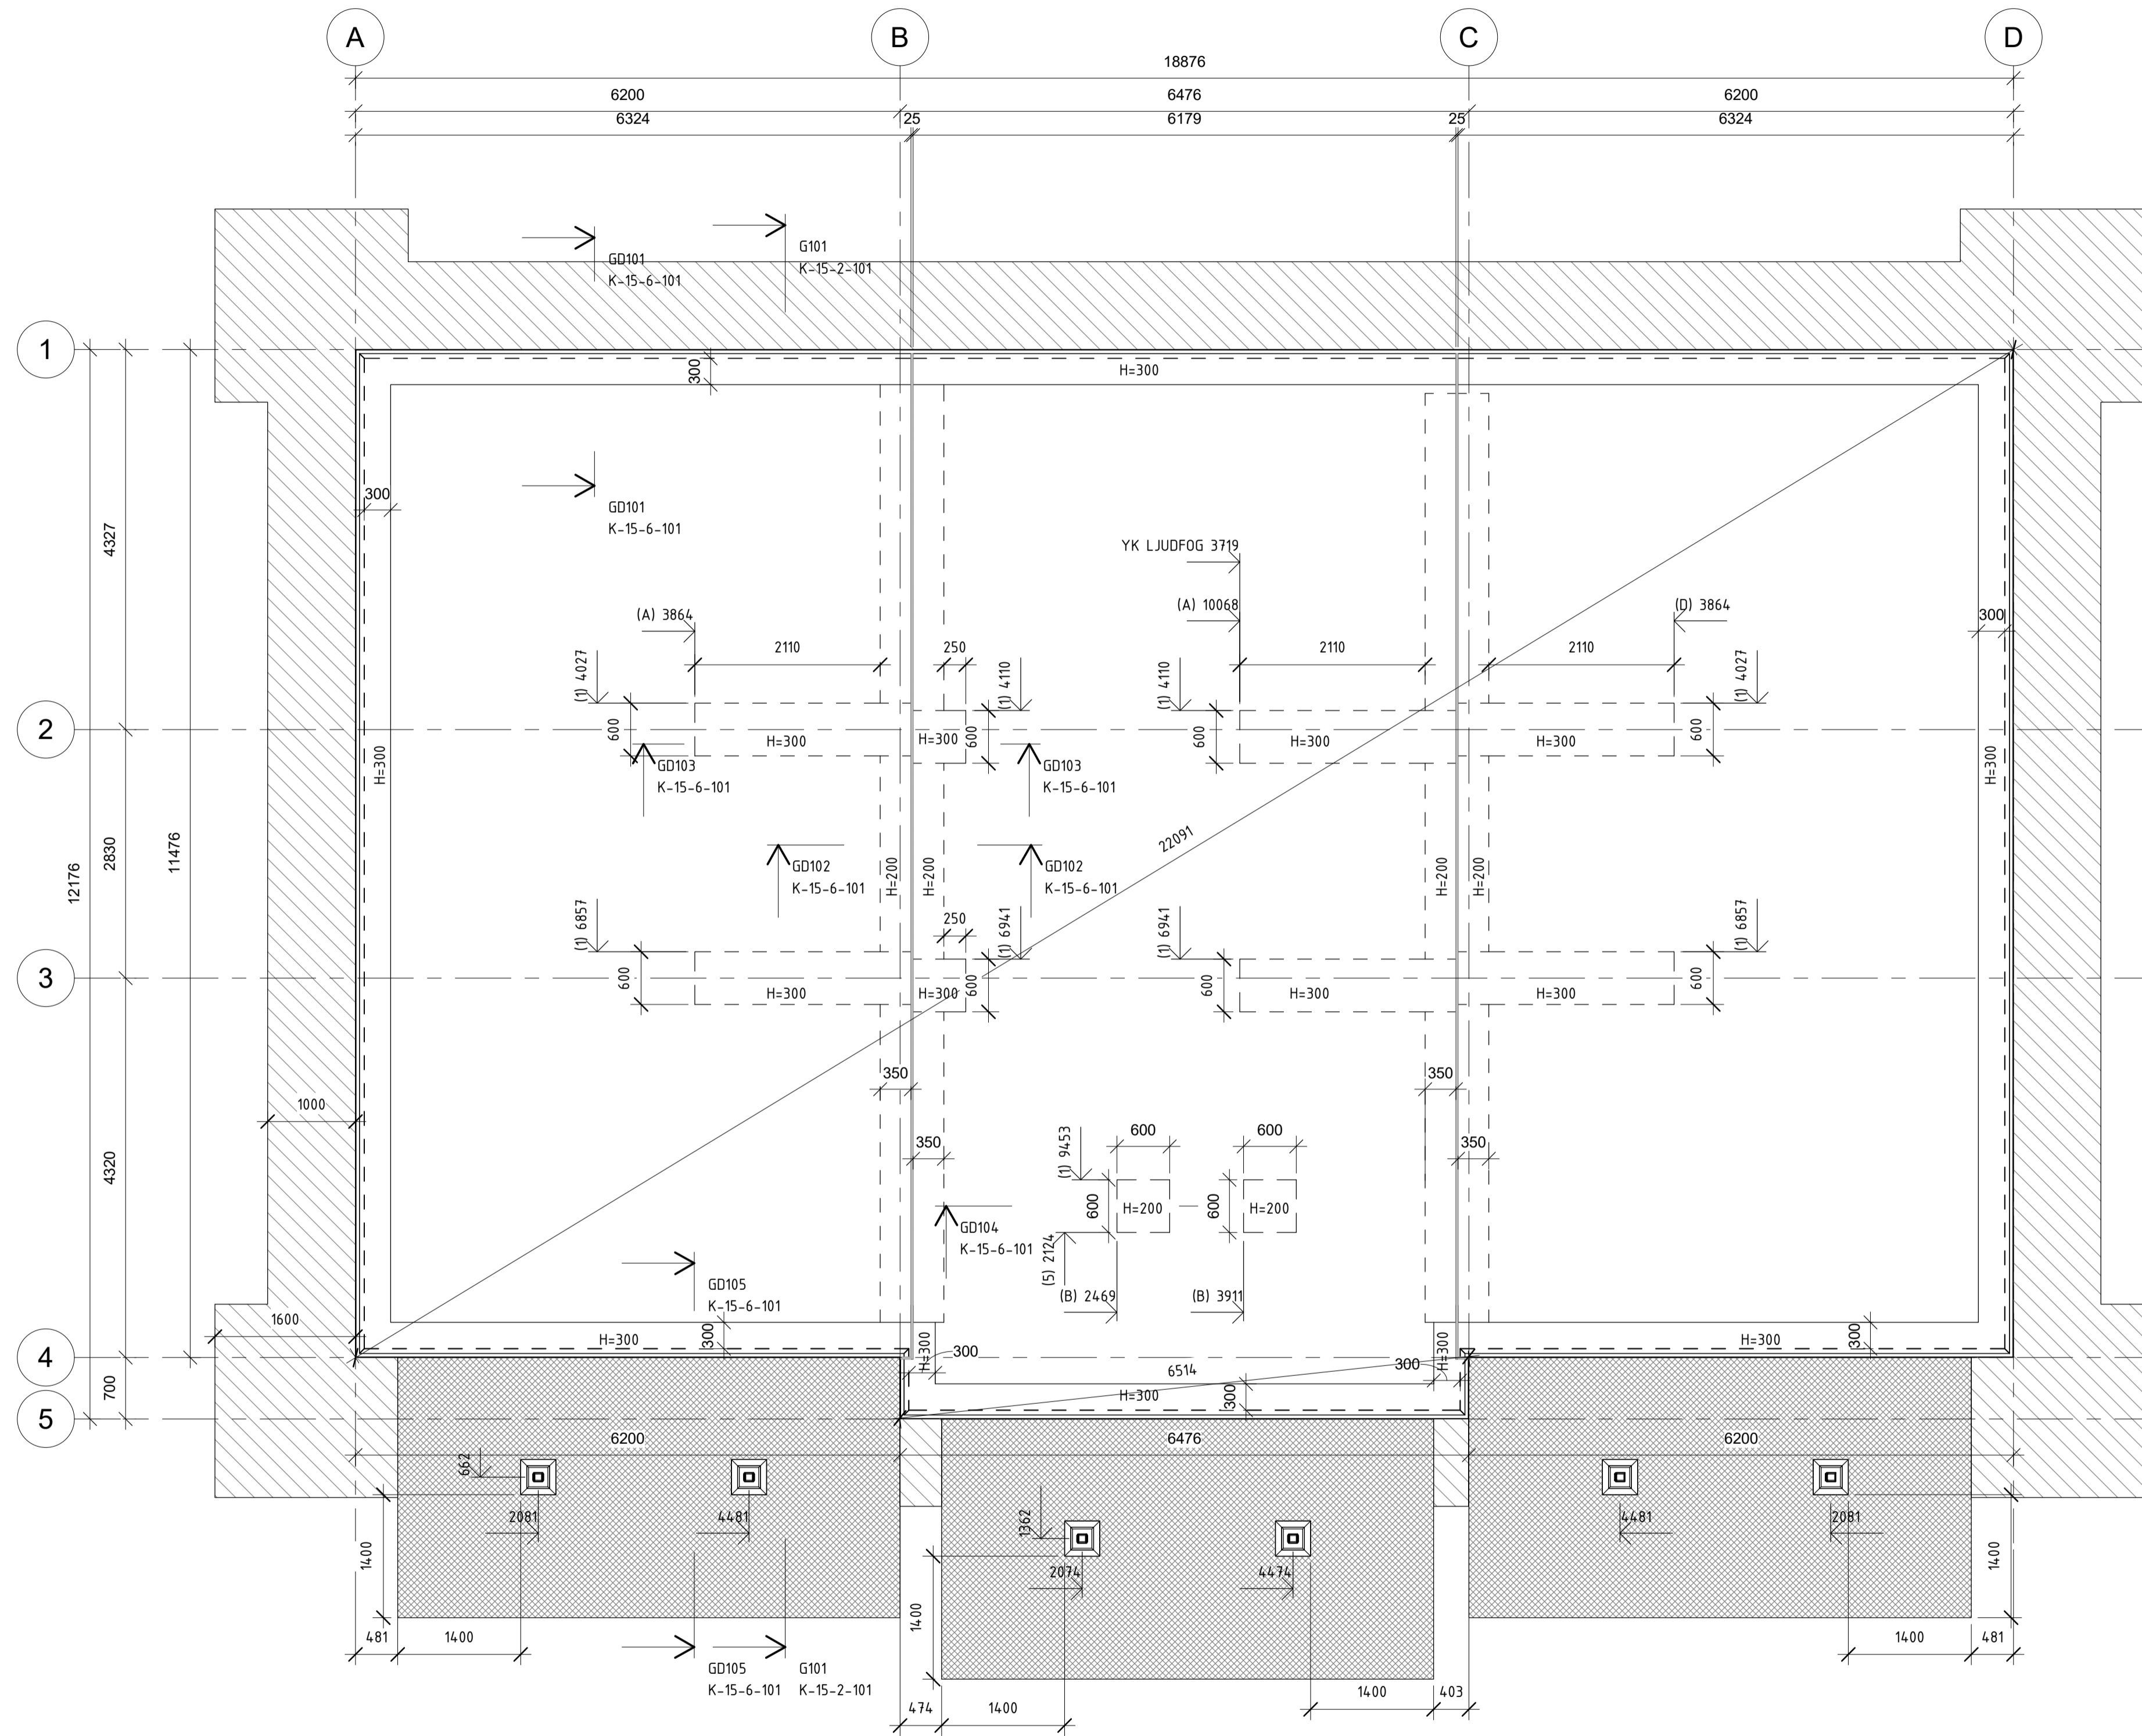 A
B
C
D
18876
6200
6476
6200
6324
25
6179
25
6324
GD101
K-15-6-101
G101
K-15-2-101
1
H=300
300
300
GD101
K-15-6-101
4327
YK LJUDFOG 3719
(A) 3864
(A) 10068
(D) 3864
300
2110
250
2110
2110
(1) 4027
(1) 4110
(1) 4110
(1) 4027
2
600
H=300
H=300
600
600
H=300
H=300
600
H=300
H=300
GD103
K-15-6-101
GD103
K-15-6-101
12176
2830
11476
22091
GD102
K-15-6-101
H=200
H=200
GD102
K-15-6-101
H=200
H=200
(1) 6857
250
(1) 6941
(1) 6941
(1) 6857
3
600
H=300
H=300
600
600
H=300
H=300
600
350
350
1000
4320
350
350
(1) 9453
600
600
600
H=200
600
H=200
GD104
K-15-6-101
(5) 2124
GD105
K-15-6-101
(B) 2469
(B) 3911
1600
4
H=300
300
H=300
300
6514
300
H=300
H=300
300
700
5
H=300
300
6200
6476
6200
662
2081
4481
1362
4481
2081
1400
2074
4474
1400
1400
481
1400
GD105
K-15-6-101
G101
K-15-2-101
1400
481
474
1400
1400
403